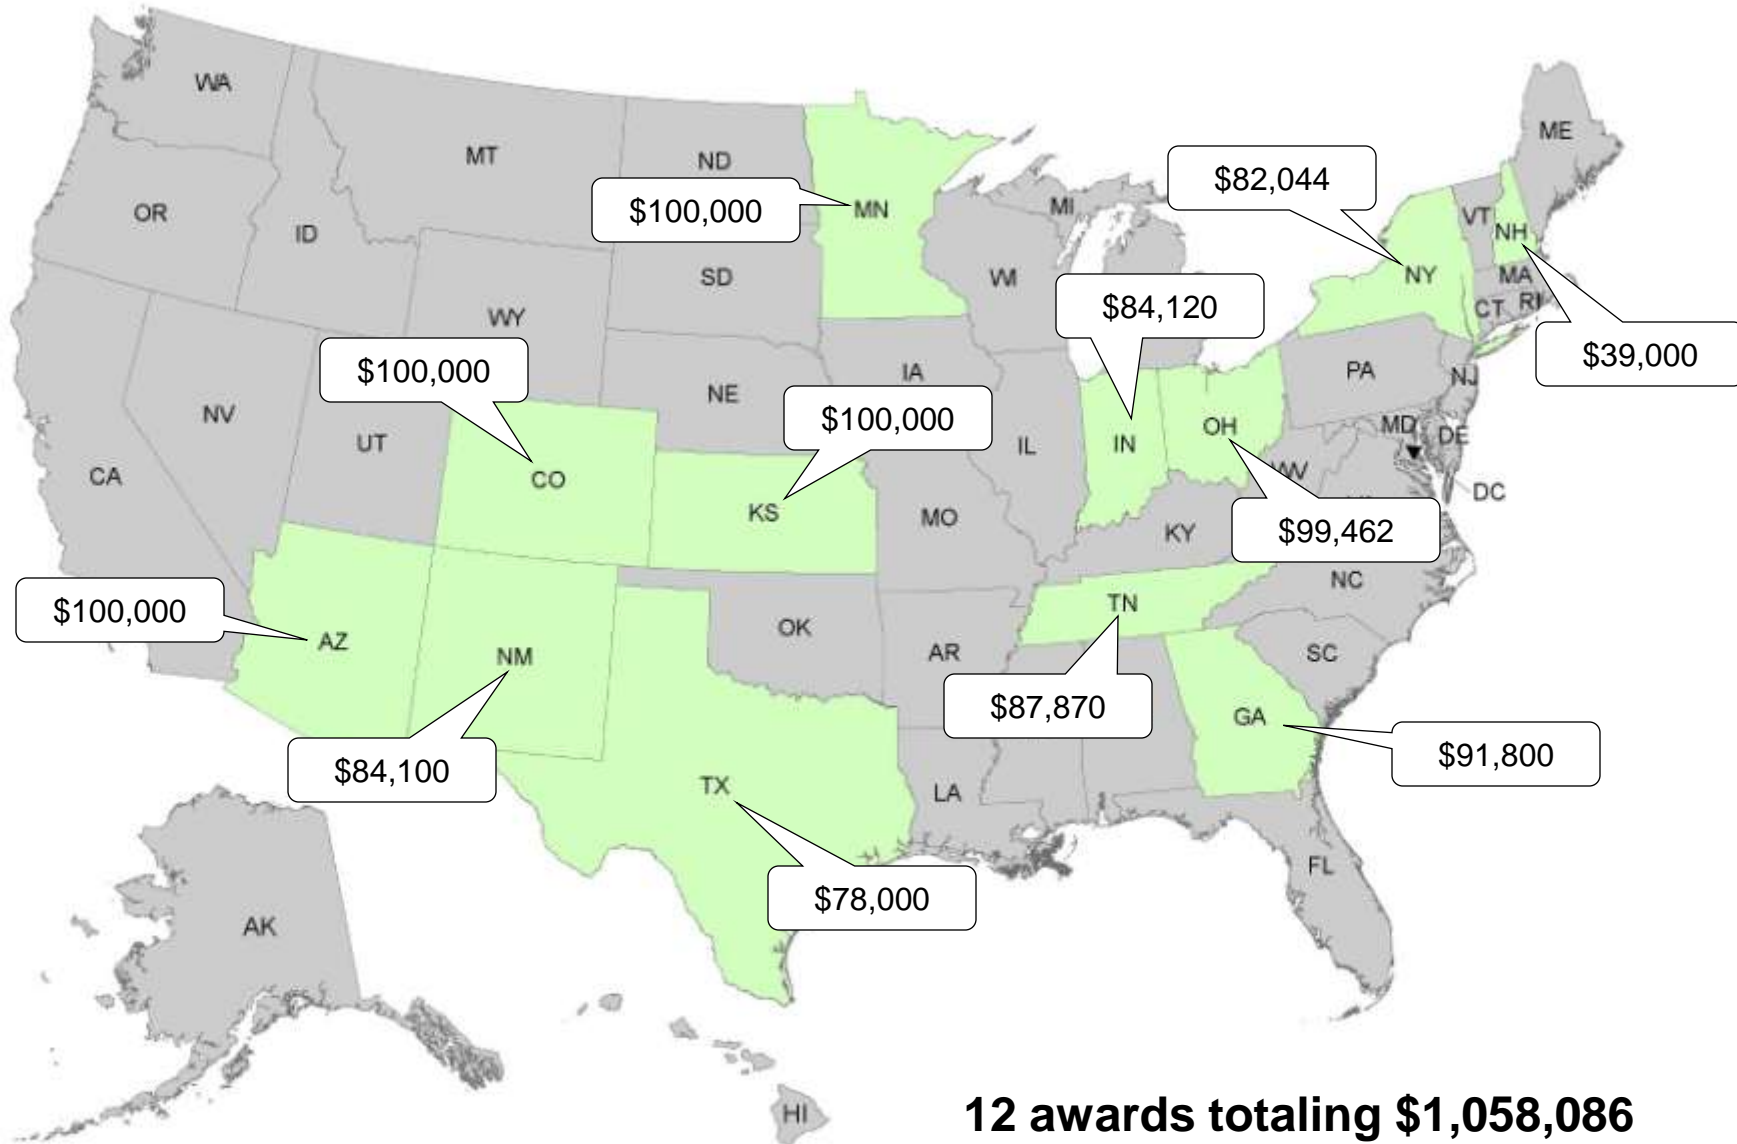 WA
ME
MT
ND
$82,044
MN
$100,000
MI
OR
VT
NH
ID
SD
WI
NY
MA
CT
RI
$84,120
WY
$39,000
$100,000
IA
PA
NJ
NE
$100,000
NV
MD
DE
OH
UT
IL
IN
WV
CA
CO
DC
KS
MO
KY
$99,462
NC
$100,000
TN
OK
AZ
AR
SC
NM
$87,870
GA
$91,800
$84,100
TX
LA
FL
$78,000
AK
HI
12 awards totaling $1,058,086